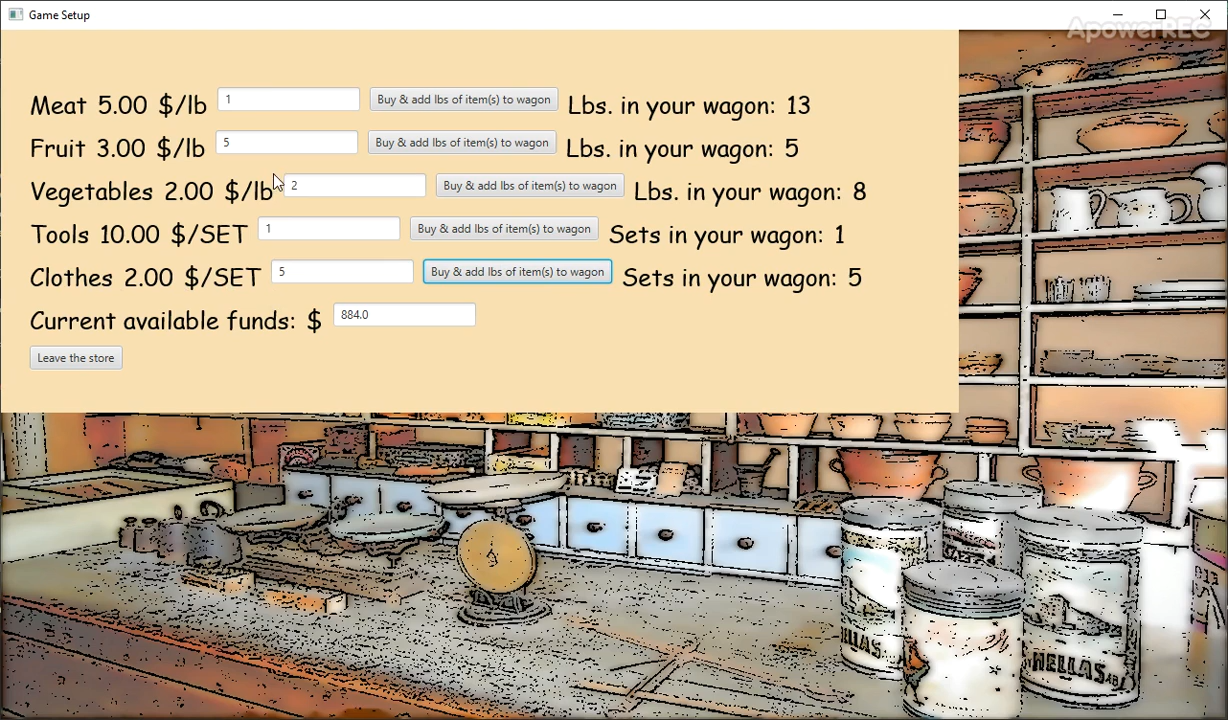 Game Setup
ApowerREC
Meat 5.00 $/lb 1 Buy & add lbs of item(s) to wagon Lbs. in your wagon: 13
Fruit 3.00 $/lb 5 Buy & add lbs of item(s) to wagon Lbs. in your wagon: 5
Vegetables 2.00 $/lb 2 Buy & add lbs of item(s) to wagon Lbs. in your wagon: 8
Tools 10.00 $/SET 1 Buy & add lbs of item(s) to wagon Sets in your wagon: 1
Clothes 2.00 $/SET 5 Buy & add lbs of item(s) to wagon Sets in your wagon: 5
Current available funds: $ 884.0
Leave the store
HELLAS